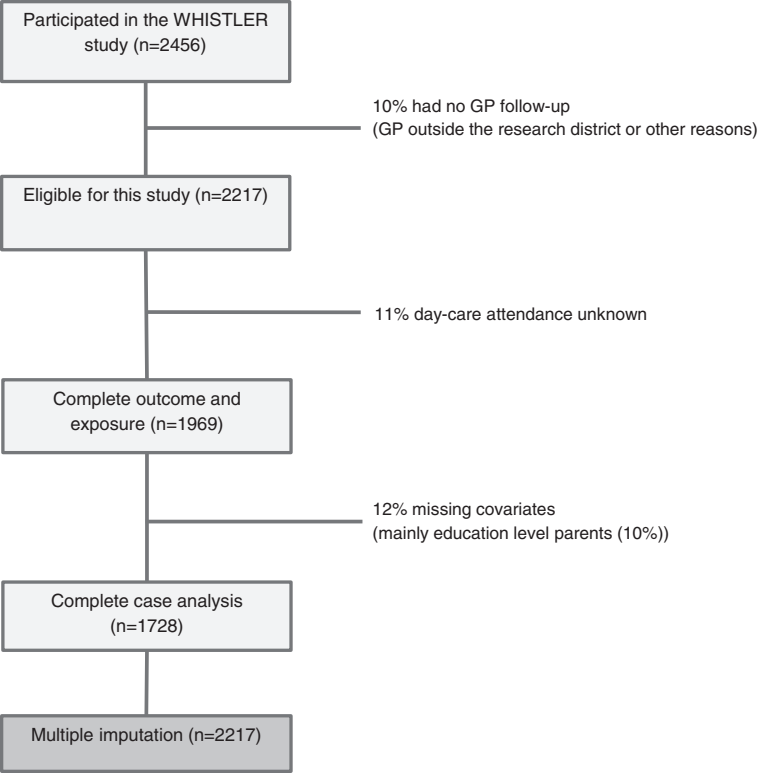 Participated in the WHISTLER
study (n=2456)
10% had no GP follow-up
(GP outside the research district or other reasons)
Eligible for this study (n=2217)
11% day-care attendance unknown
Complete outcome and
exposure (n=1969)
12% missing covariates
(mainly education level parents (10%))
Complete case analysis
(n=1728)
Multiple imputation (n=2217)